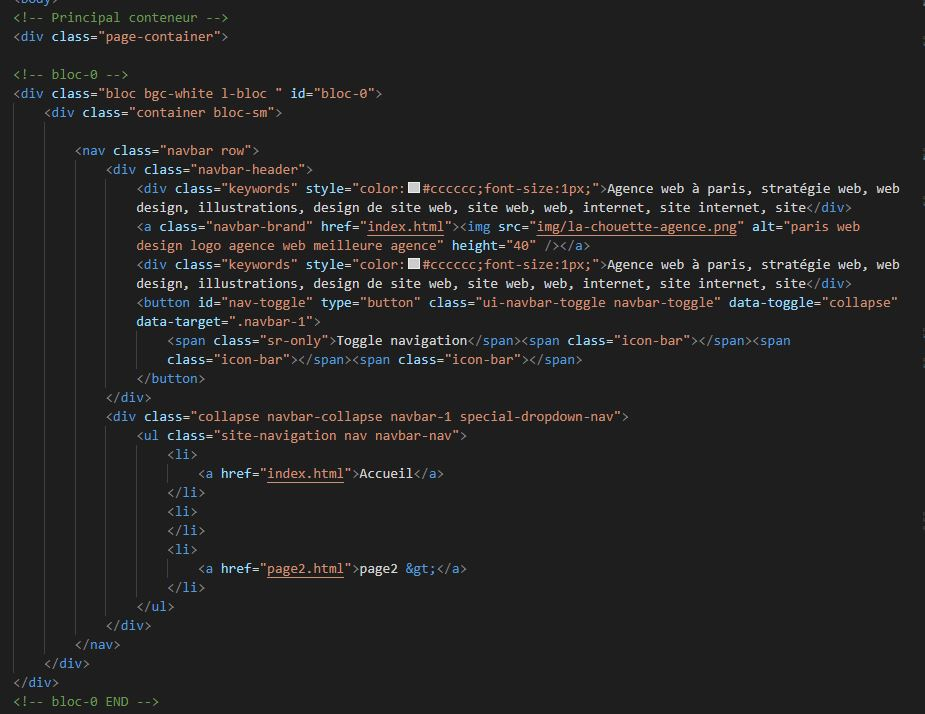 <body>
<!-- Principal conteneur -->
<div class="page-container">
<!-- bloc-0 -->
<div class="bloc bgc-white l-bloc " id="bloc-0">
<div class="container bloc-sm">
<nav class="navbar row">
<div class="navbar-header">
<div class="keywords" style="color:#cccccc;font-size:1px;">Agence web à paris, stratégie web, web
design, illustrations, design de site web, site web, web, internet, site internet, site</div>
<a class="navbar-brand" href="index.html"><img src="img/la-chouette-agence.png" alt="paris web
design logo agence web meilleure agence" height="40" /></a>
<div class="keywords" style="color:#cccccc;font-size:1px;">Agence web à paris, stratégie web, web
design, illustrations, design de site web, site web, web, internet, site internet, site</div>
<button id="nav-toggle" type="button" class="ui-navbar-toggle navbar-toggle" data-toggle="collapse"
data-target=".navbar-1">
<span class="sr-only">Toggle navigation</span><span class="icon-bar"></span><span
class="icon-bar"></span><span class="icon-bar"></span>
</button>
</div>
<div class="collapse navbar-collapse navbar-1 special-dropdown-nav">
<ul class="site-navigation nav navbar-nav">
<li>
<a href="index.html">Accueil</a>
</li>
<li>
</li>
<li>
<a href="page2.html">page2 &gt;</a>
</li>
</ul>
</div>
</nav>
</div>
</div>
<!-- bloc-0 END -->